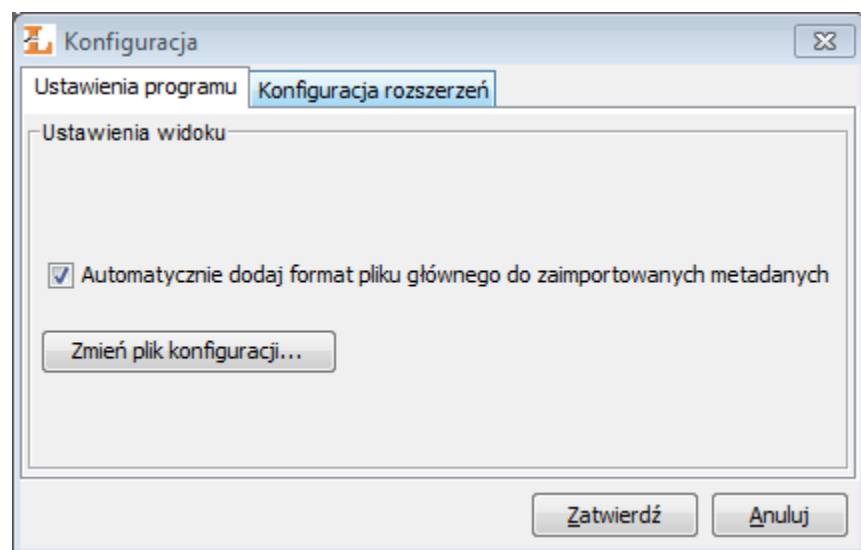 Konfiguracja
Ustawienia programu Konfiguracja rozszerzeń
Ustawienia widoku
Automatycznie dodaj format pliku głównego do zaimportowanych metadanych
Zmień plik konfiguracji...
Zatwierdź Anuluj